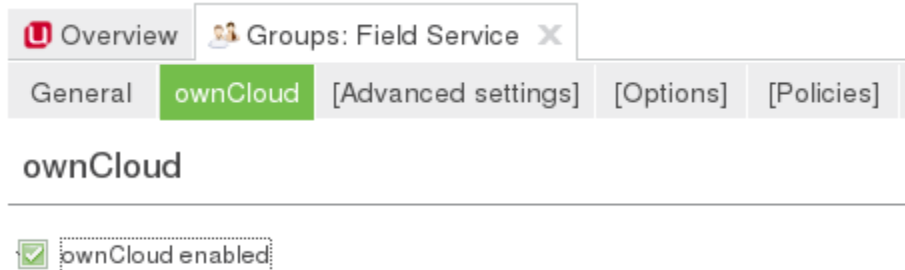 Overview Groups: Field Service
General ownCloud [Advanced settings] [Options] [Policies]
ownCloud
ownCloud enabled